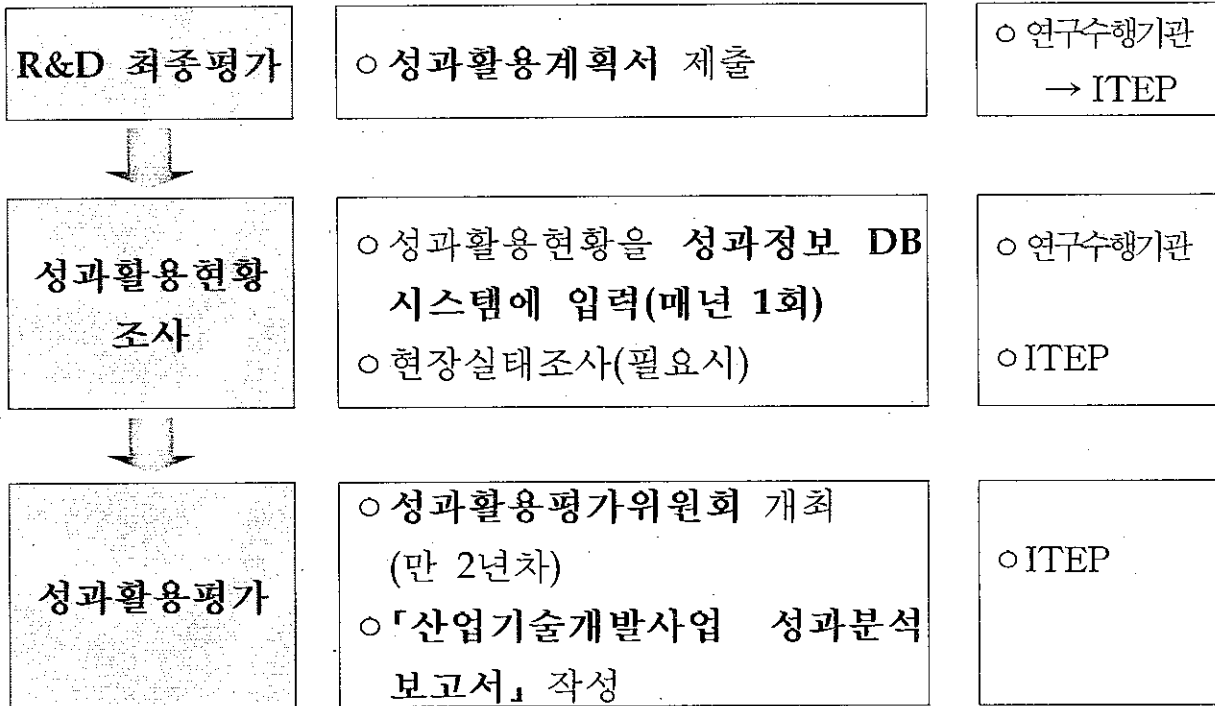 R&D 최종평가
○ 성과활용계획서 제출
○ 연구수행기관
→ ITEP
성과활용현황
조사
○ 성과활용현황을 성과정보 DB
시스템에 입력(매년 1회)
○ 현장실태조사(필요시)
○ 연구수행기관
○ ITEP
성과활용평가
○ 성과활용평가위원회 개최
(만 2년차)
○ 「산업기술개발사업 성과분석
보고서」 작성
○ ITEP